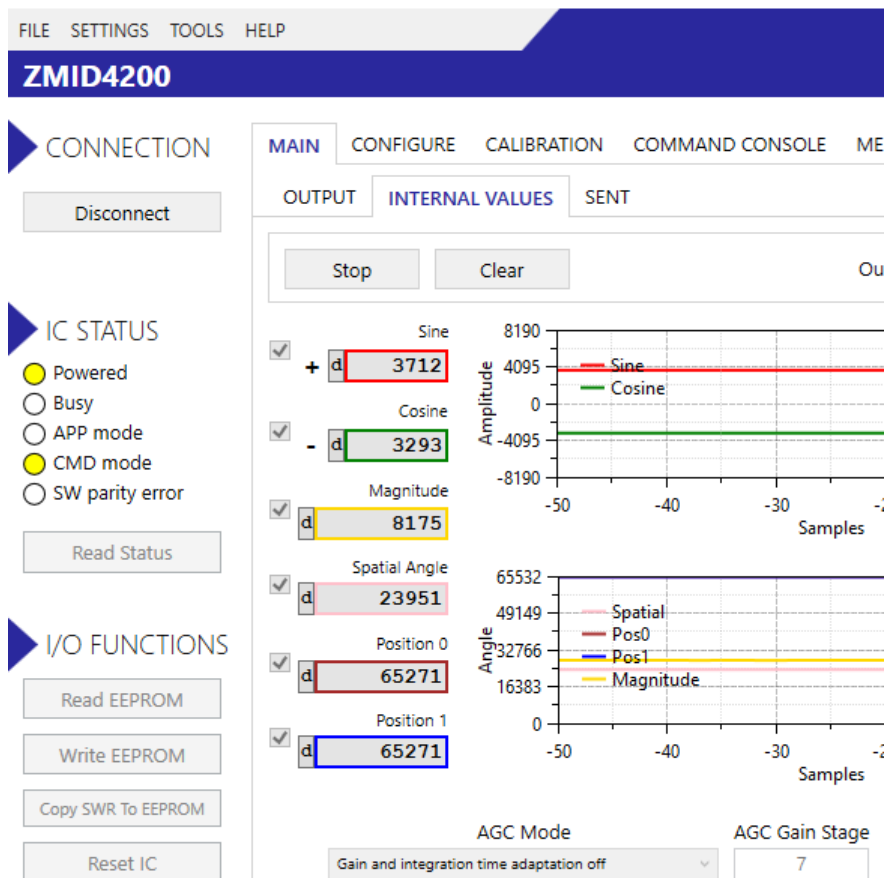 FILE SETTINGS TOOLS HELP
ZMID4200
CONNECTION
Disconnect
IC STATUS
Powered
Busy
APP mode
CMD mode
SW parity error
Read Status
I/O FUNCTIONS
Read EEPROM
Write EEPROM
Copy SWR To EEPROM
Reset IC
MAIN CONFIGURE CALIBRATION COMMAND CONSOLE ME
OUTPUT INTERNAL VALUES SENT
Stop Clear Ou
Sine
+ d 3712
Cosine
- d 3293
Magnitude
d 8175
Spatial Angle
d 23951
Position 0
d 65271
Position 1
d 65271
Amplitude
8190
4095
0
-4095
-8190
Sine
Cosine
-50 -40 -30 -2
Samples
Angle
65532
49149
32766
16383
0
Spatial
Pos0
Pos1
Magnitude
-50 -40 -30 -2
Samples
AGC Mode AGC Gain Stage
Gain and integration time adaptation off 7